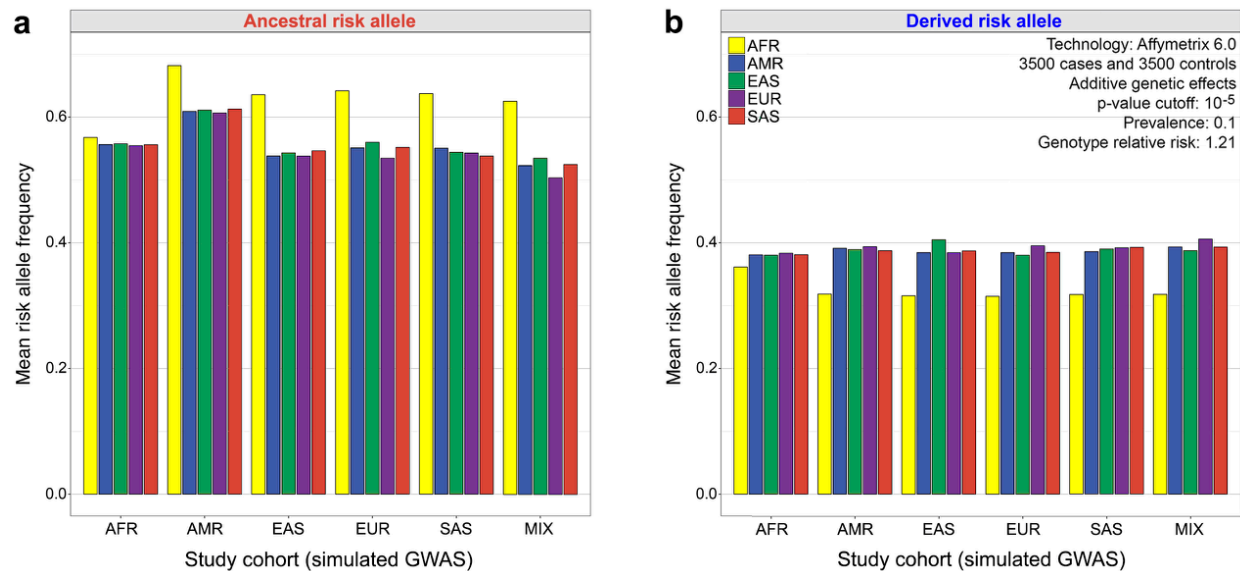 a
Ancestral risk allele
Mean risk allele frequency
0.6
0.4
0.2
0.0
AFR AMR EAS EUR SAS MIX
Study cohort (simulated GWAS)
b
Derived risk allele
AFR
AMR
EAS
EUR
SAS
Technology: Affymetrix 6.0
3500 cases and 3500 controls
Additive genetic effects
p-value cutoff: 10-5
Prevalence: 0.1
Genotype relative risk: 1.21
Mean risk allele frequency
0.6
0.4
0.2
0.0
AFR AMR EAS EUR SAS MIX
Study cohort (simulated GWAS)